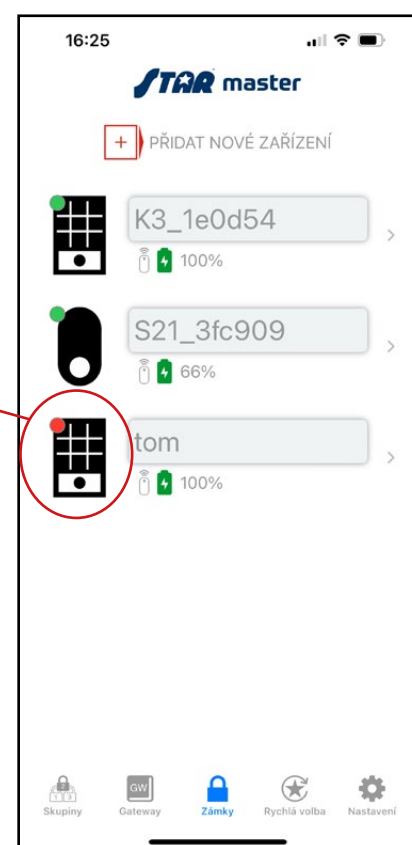 16:25
STAR master
+ PŘIDAT NOVÉ ZAŘÍZENÍ
K3_1e0d54
100%
S21_3fc909
66%
tom
100%
GW
Skupiny Gateway Zámky Rychlá volba Nastavení